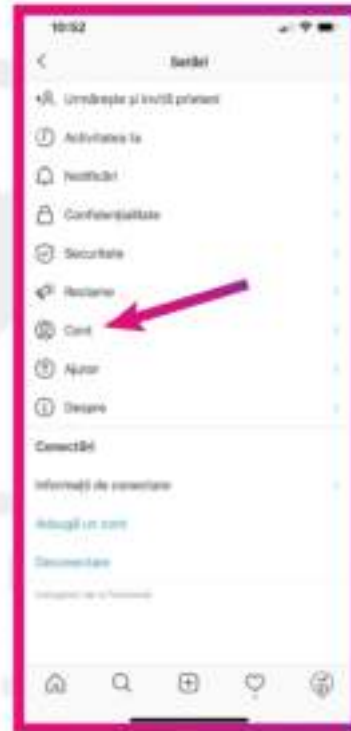 10:52
Setări
Urmărește și invită prieteni
Activitatea ta
Notificări
Confidențialitate
Securitate
Reclame
Cont
Ajutor
Despre
Conectări
Informații de conectare
Adaugă un cont
Deconectare